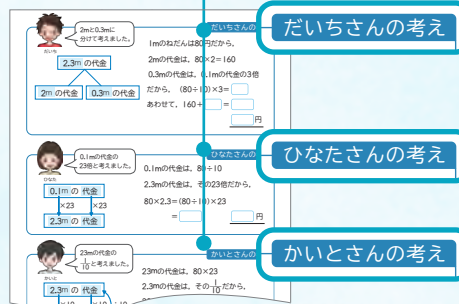 だいちさんの考え
だいちさんの
2mと0.3mに
分けて考えました。
だいち
2.3m の代金
2m の代金
0.3m の代金
1mのねだんは80円だから、
2mの代金は、80×2=160
0.3mの代金は、0.1mの代金の3倍
だから、(80÷10)×3=
あわせて、160+ =
円
ひなたさんの考え
ひなたさんの
0.1mの代金の
23倍と考えました。
ひなた
0.1m の 代金
×23 ×23
2.3m の 代金
0.1mの代金は、80÷10
2.3mの代金は、その23倍だから、
80×2.3=(80÷10)×23
= 円
かいとさんの考え
かいとさんの
23mの代金の
1/10と考えました。
かいと
2.3m の 代金
23mの代金は、80×23
2.3mの代金は、その1/10だから、